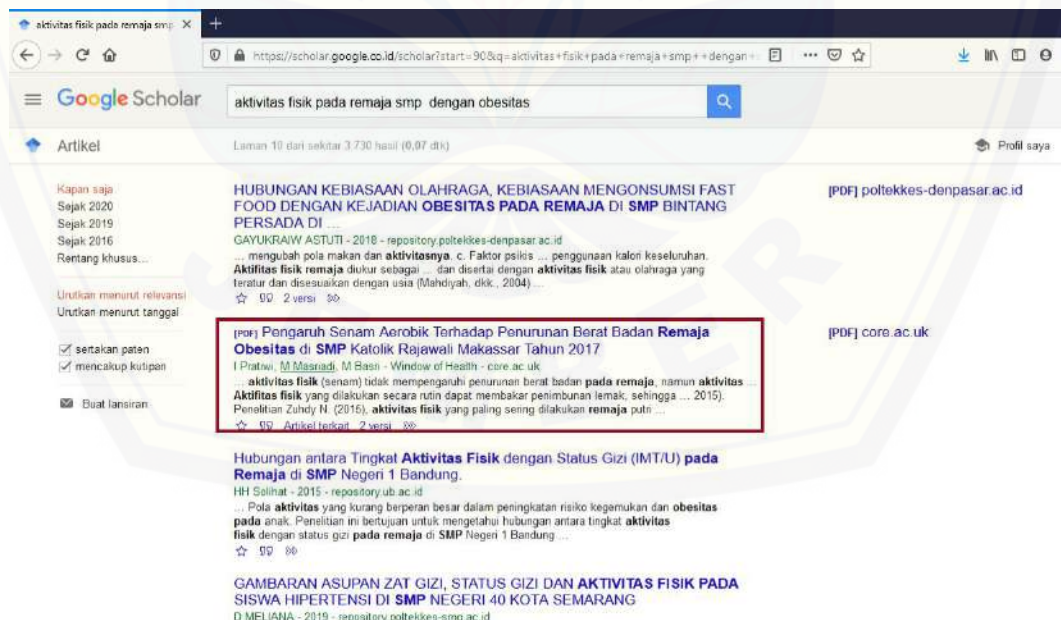 aktivitas fisik pada remaja smp
https://scholar.google.co.id/scholar?start=90&q=aktivitas+fisik+pada+remaja+smp++dengan+
Google Scholar
aktivitas fisik pada remaja smp dengan obesitas
Artikel
Laman 10 dari sekitar 3.730 hasil (0,07 dtk)
Profil saya
Kapan saja
Sejak 2020
Sejak 2019
Sejak 2016
Rentang khusus...
Urutkan menurut relevansi
Urutkan menurut tanggal
sertakan paten
mencakup kutipan
Buat lansiran
HUBUNGAN KEBIASAAN OLAHRAGA, KEBIASAAN MENGONSUMSI FAST
FOOD DENGAN KEJADIAN OBESITAS PADA REMAJA DI SMP BINTANG
PERSADA DI ...
[PDF] poltekkes-denpasar.ac.id
GAYUKRAIW ASTUTI - 2018 - repository.poltekkes-denpasar.ac.id
... mengubah pola makan dan aktivitasnya. c. Faktor psikis ... penggunaan kalori keseluruhan.
Aktifitas fisik remaja diukur sebagai ... dan disertai dengan aktivitas fisik atau olahraga yang
teratur dan disesuaikan dengan usia (Mahdiyah, dkk., 2004) ...
2 versi
[PDF] Pengaruh Senam Aerobik Terhadap Penurunan Berat Badan Remaja
Obesitas di SMP Katolik Rajawali Makassar Tahun 2017
[PDF] core.ac.uk
I Pratiwi, M Masriadi, M Basri - Window of Health - core.ac.uk
... aktivitas fisik (senam) tidak mempengaruhi penurunan berat badan pada remaja, namun aktivitas ...
Aktifitas fisik yang dilakukan secara rutin dapat membakar penimbunan lemak, sehingga ... 2015).
Penelitian Zuhdy N. (2015), aktivitas fisik yang paling sering dilakukan remaja putri ...
Artikel terkait 2 versi
Hubungan antara Tingkat Aktivitas Fisik dengan Status Gizi (IMT/U) pada
Remaja di SMP Negeri 1 Bandung.
HH Solihat - 2015 - repository.ub.ac.id
... Pola aktivitas yang kurang berperan besar dalam peningkatan risiko kegemukan dan obesitas
pada anak. Penelitian ini bertujuan untuk mengetahui hubungan antara tingkat aktivitas
fisik dengan status gizi pada remaja di SMP Negeri 1 Bandung ...
GAMBARAN ASUPAN ZAT GIZI, STATUS GIZI DAN AKTIVITAS FISIK PADA
SISWA HIPERTENSI DI SMP NEGERI 40 KOTA SEMARANG
D MELIANA - 2019 - repository.poltekkes-smg.ac.id